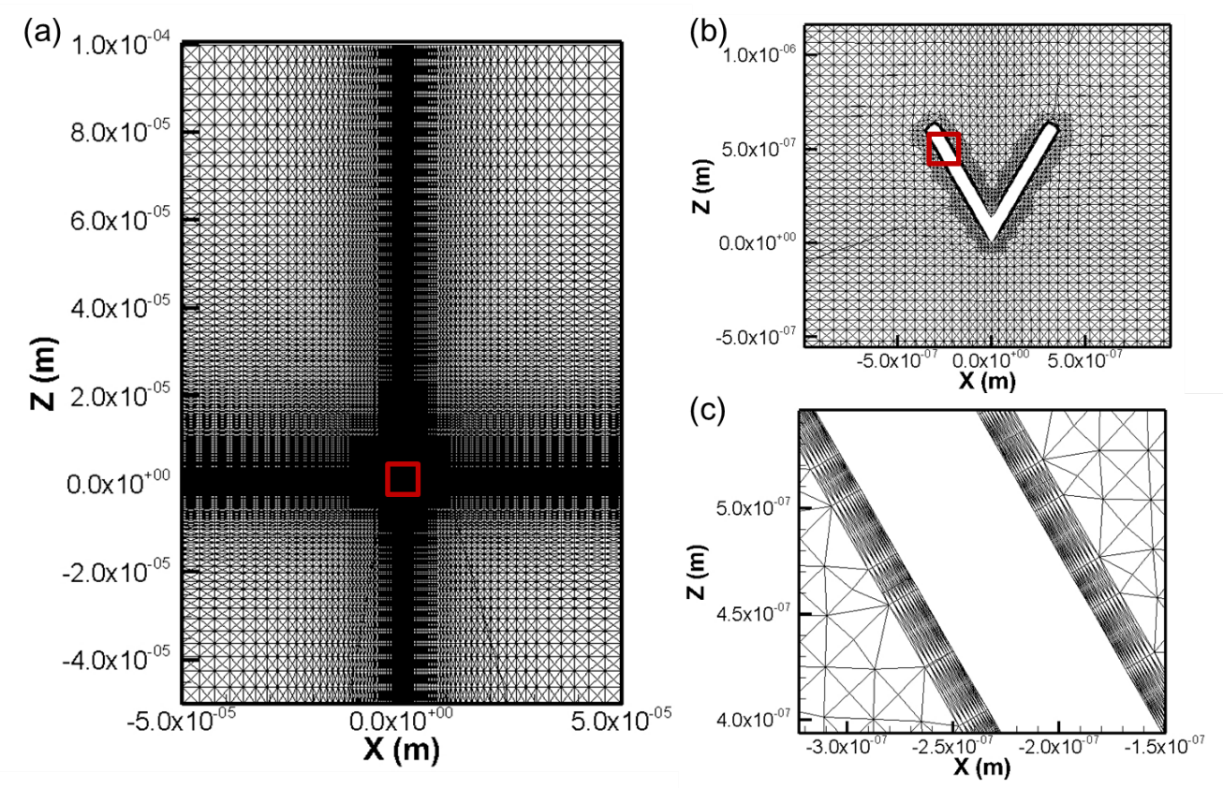 (a)
1.0x10⁻⁰⁴
8.0x10⁻⁰⁵
6.0x10⁻⁰⁵
4.0x10⁻⁰⁵
2.0x10⁻⁰⁵
0.0x10⁺⁰⁰
-2.0x10⁻⁰⁵
-4.0x10⁻⁰⁵
Z (m)
-5.0x10⁻⁰⁵ 0.0x10⁺⁰⁰ 5.0x10⁻⁰⁵
X (m)
(b)
1.0x10⁻⁰⁶
5.0x10⁻⁰⁷
0.0x10⁺⁰⁰
-5.0x10⁻⁰⁷
Z (m)
-5.0x10⁻⁰⁷ 0.0x10⁺⁰⁰ 5.0x10⁻⁰⁷
X (m)
(c)
5.0x10⁻⁰⁷
4.5x10⁻⁰⁷
4.0x10⁻⁰⁷
Z (m)
-3.0x10⁻⁰⁷ -2.5x10⁻⁰⁷ -2.0x10⁻⁰⁷ -1.5x10⁻⁰⁷
X (m)